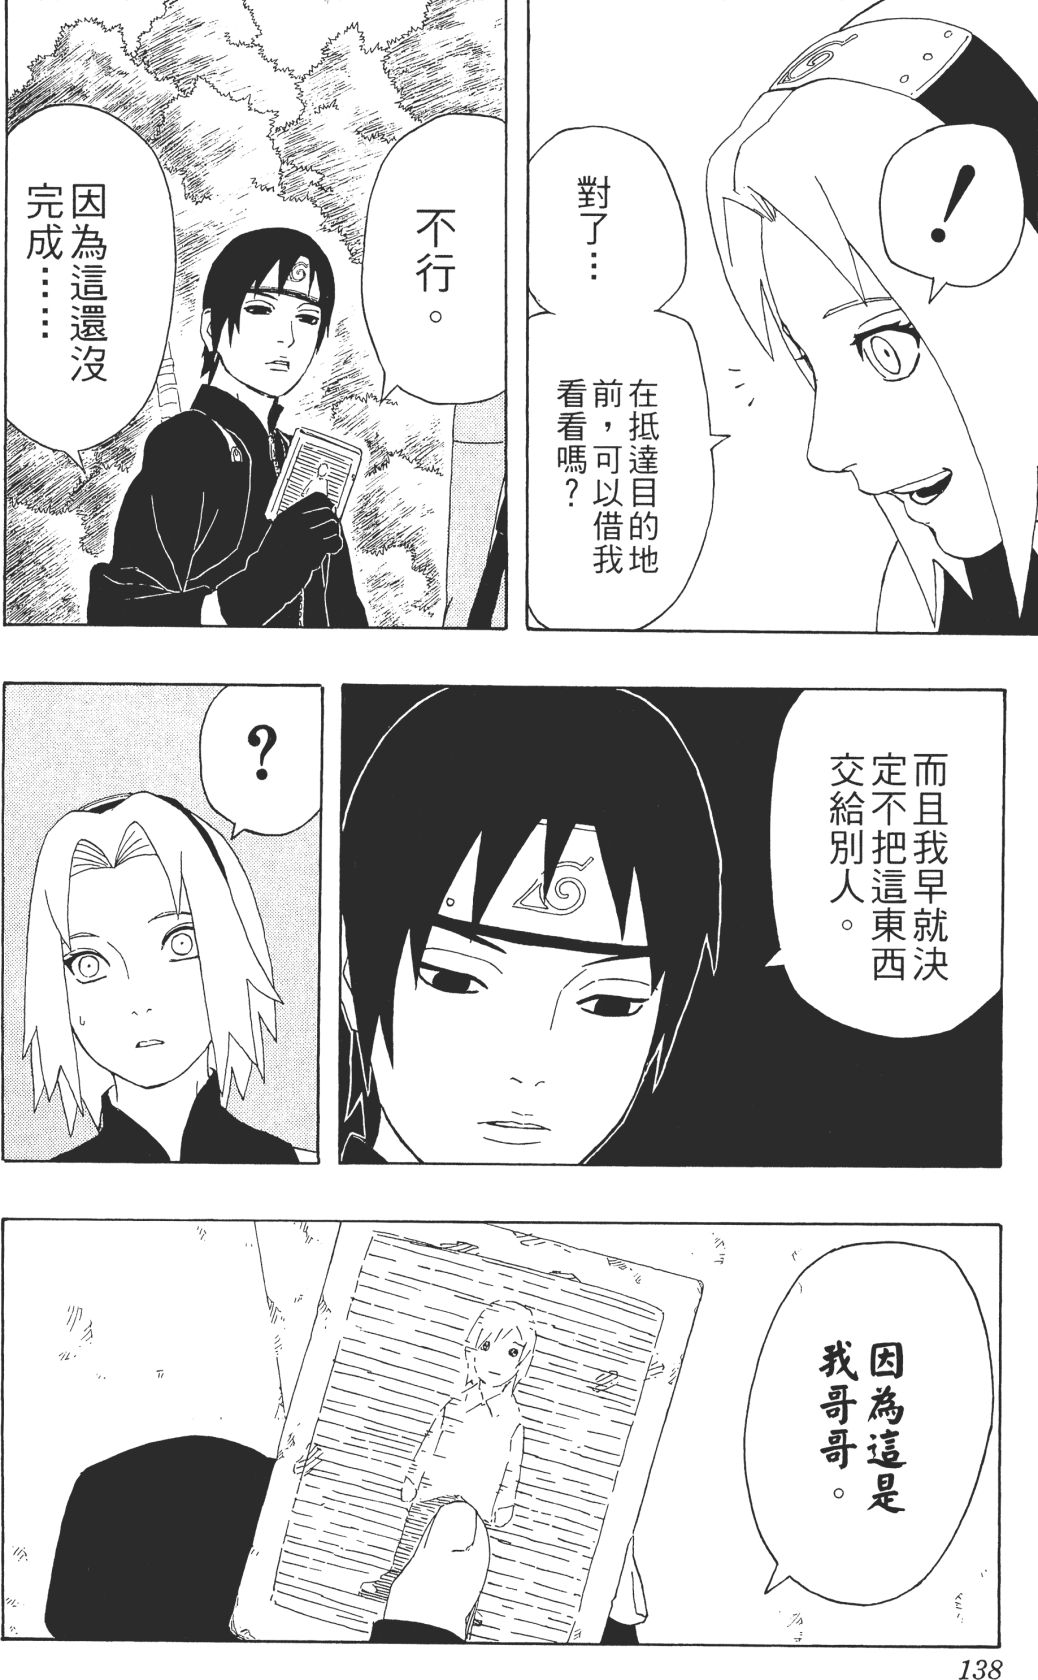 ！
對了…
在抵達目的地
前，可以借我
看看嗎？
不行。
因為這還沒
完成……
而且我早就決
定不把這東西
交給別人。
？
因為這是
我哥哥。
138